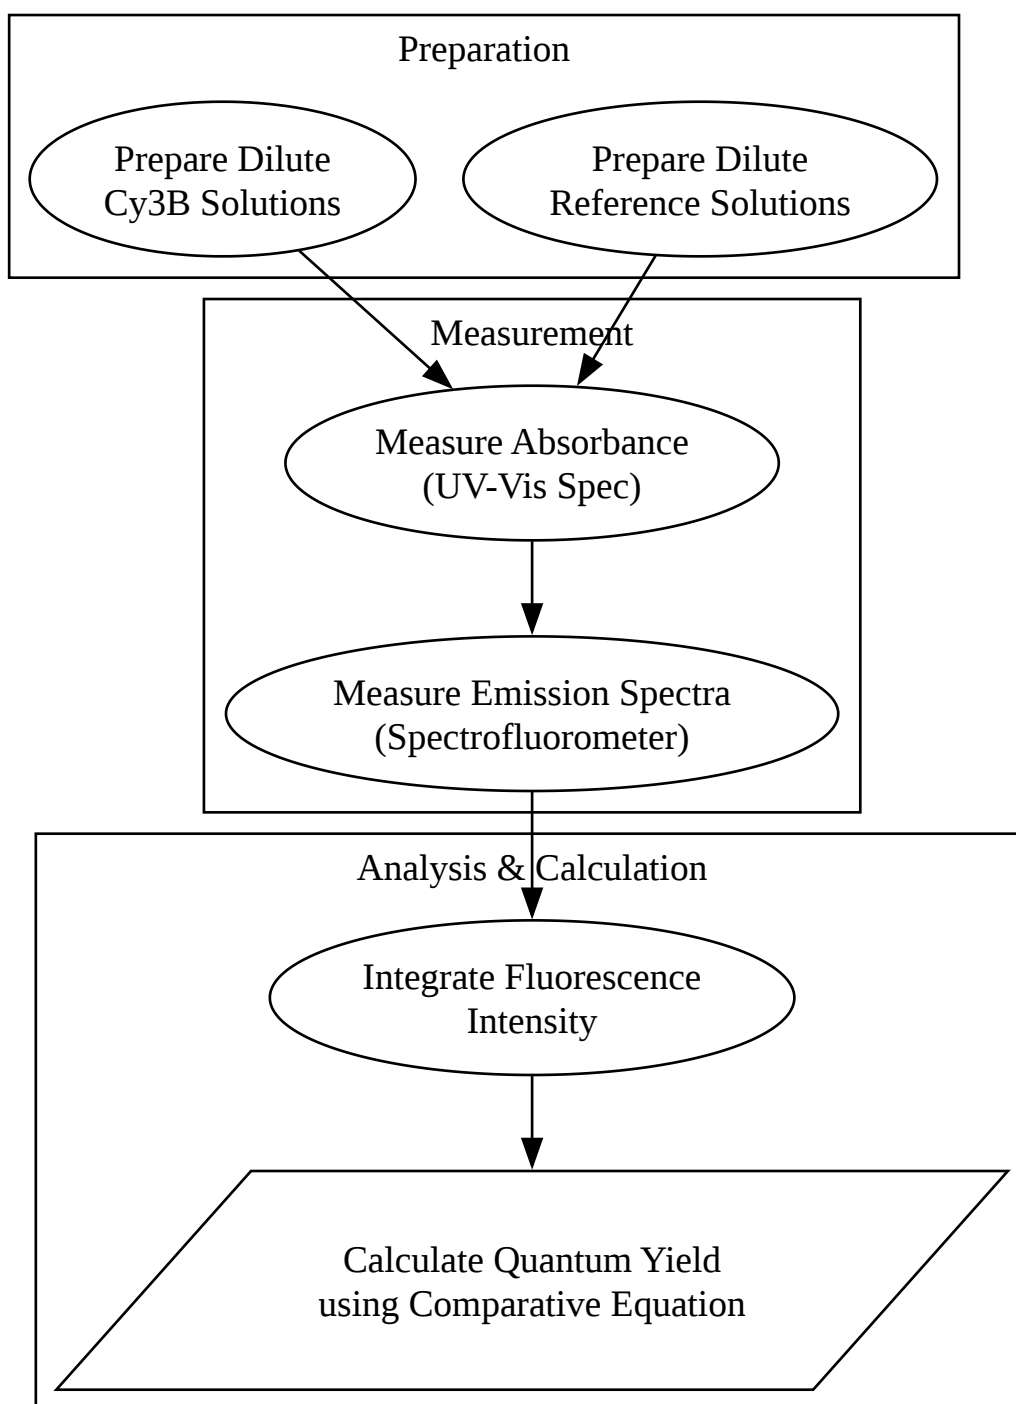 Preparation
Prepare Dilute
Cy3B Solutions
Prepare Dilute
Reference Solutions
Measurement
Measure Absorbance
(UV-Vis Spec)
Measure Emission Spectra
(Spectrofluorometer)
Analysis & Calculation
Integrate Fluorescence
Intensity
Calculate Quantum Yield
using Comparative Equation